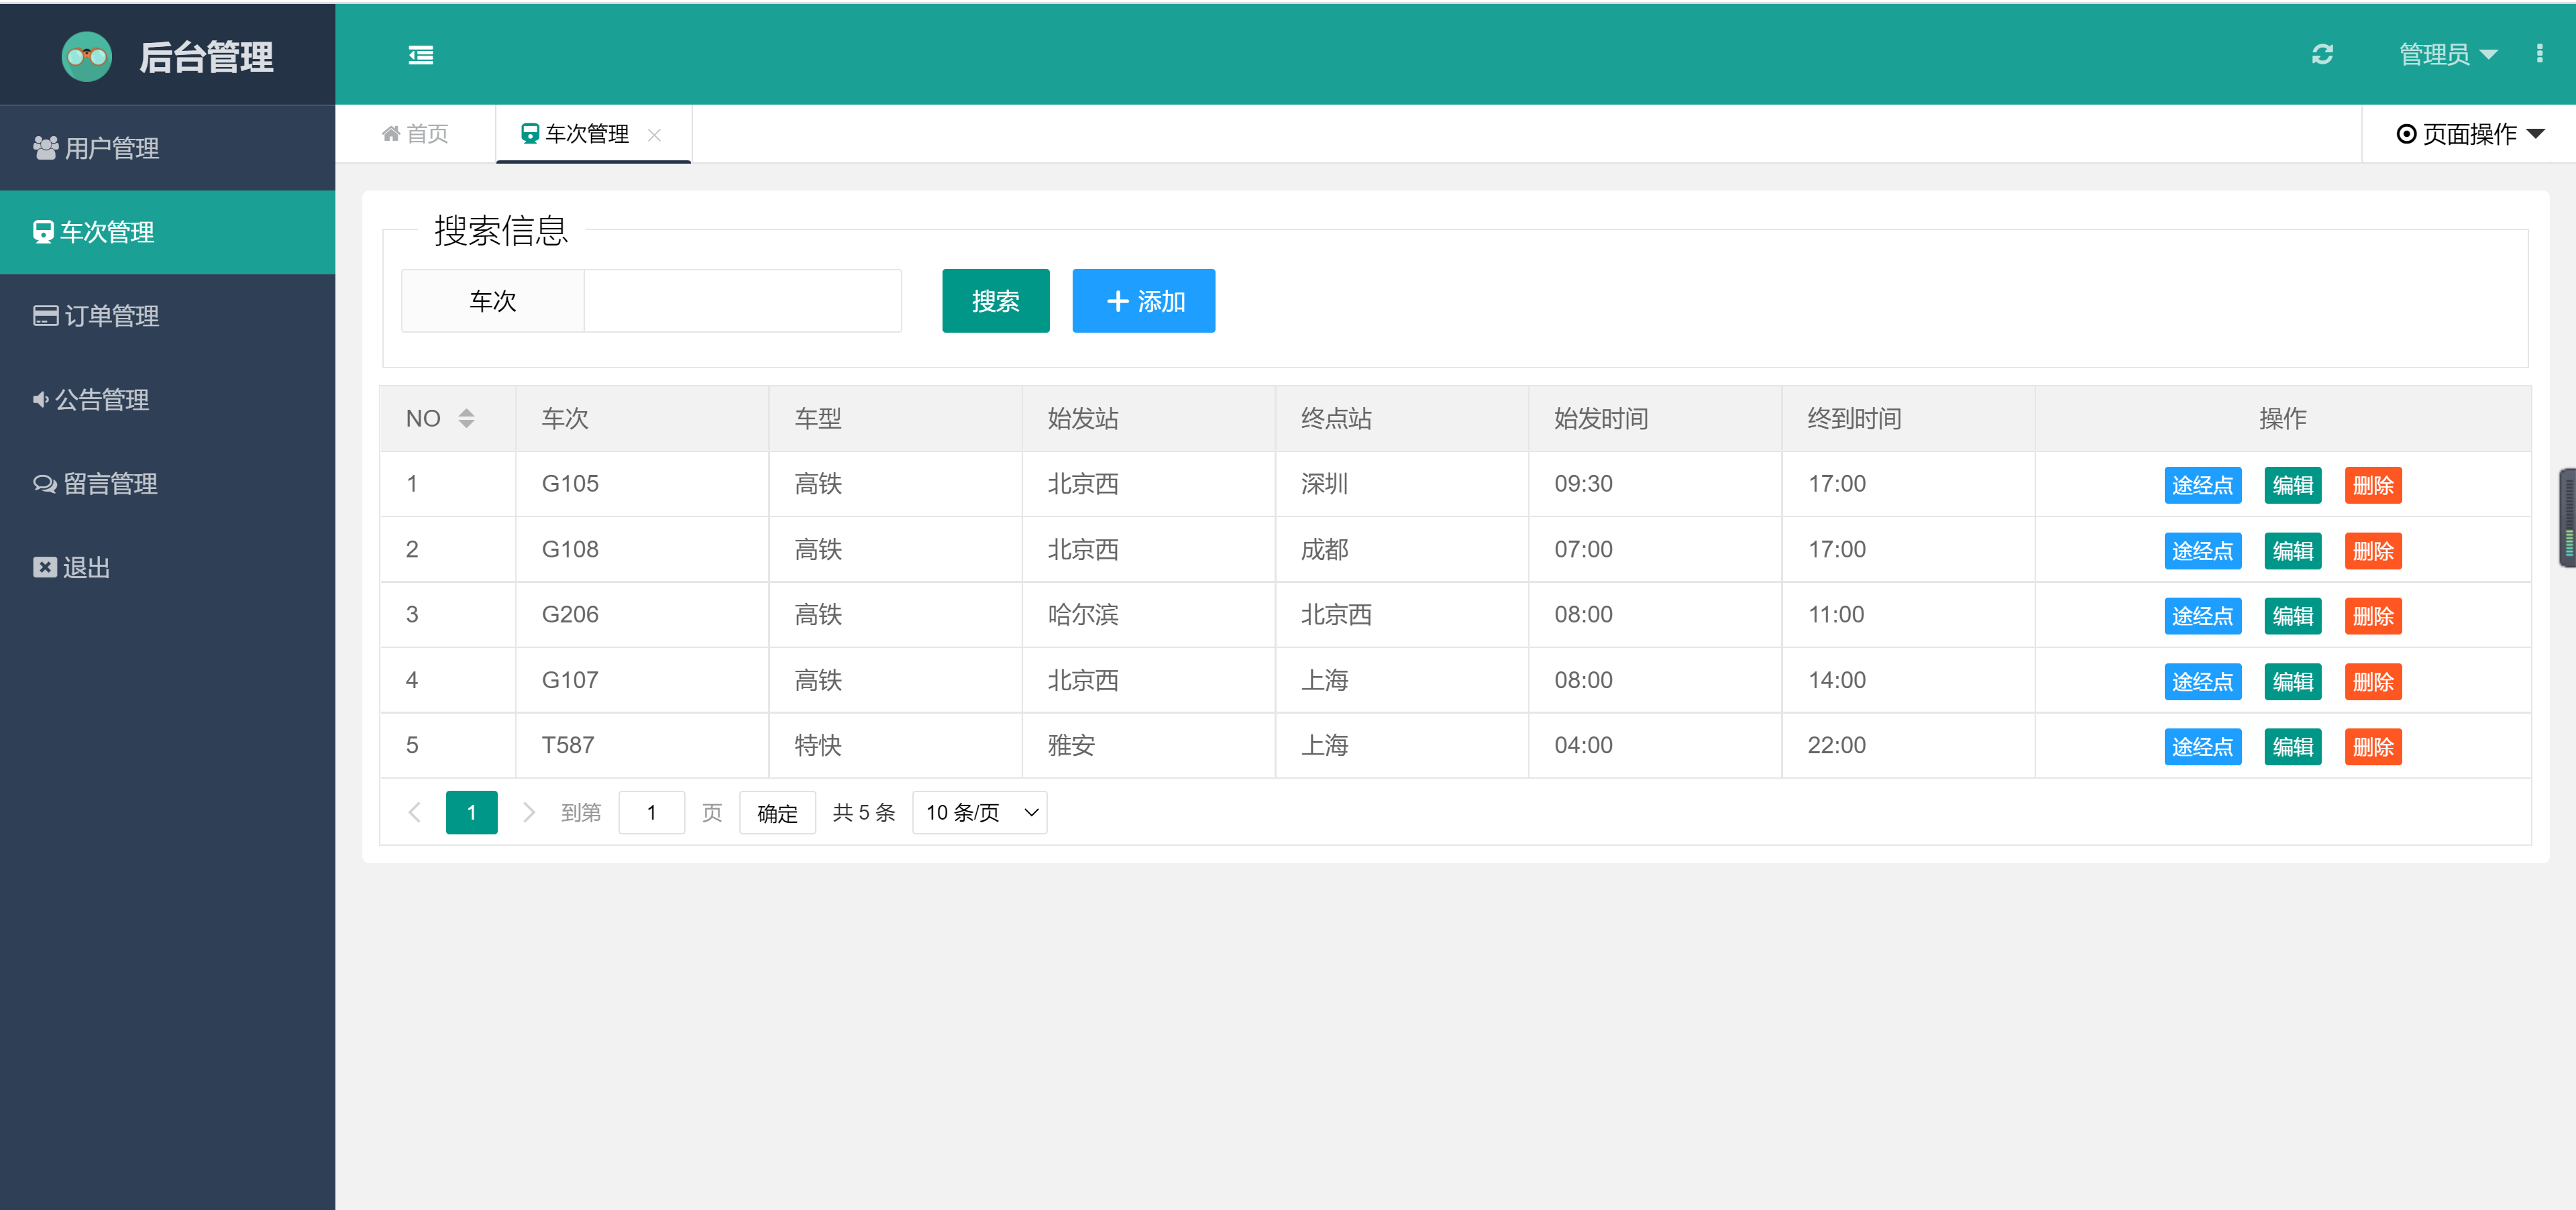 后台管理
管理员
用户管理
车次管理
订单管理
公告管理
留言管理
退出
首页
车次管理
页面操作
搜索信息
车次
搜索
添加
NO 车次 车型 始发站 终点站 始发时间 终到时间 操作
1 G105 高铁 北京西 深圳 09:30 17:00 途经点 编辑 删除
2 G108 高铁 北京西 成都 07:00 17:00 途经点 编辑 删除
3 G206 高铁 哈尔滨 北京西 08:00 11:00 途经点 编辑 删除
4 G107 高铁 北京西 上海 08:00 14:00 途经点 编辑 删除
5 T587 特快 雅安 上海 04:00 22:00 途经点 编辑 删除
1 到第 1 页 确定 共 5 条 10 条/页